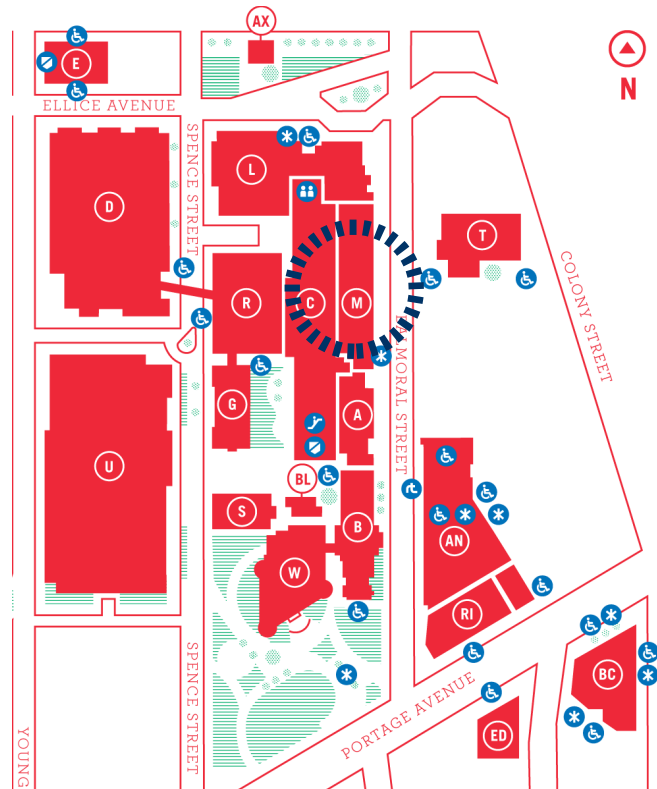 AX
E
N
ELLICE AVENUE
SPENCE STREET
L
D
T
COLONY STREET
R
C
M
BALMORAL STREET
G
A
U
BL
S
B
AN
W
RI
SPENCE STREET
BC
PORTAGE AVENUE
ED
YOUNG